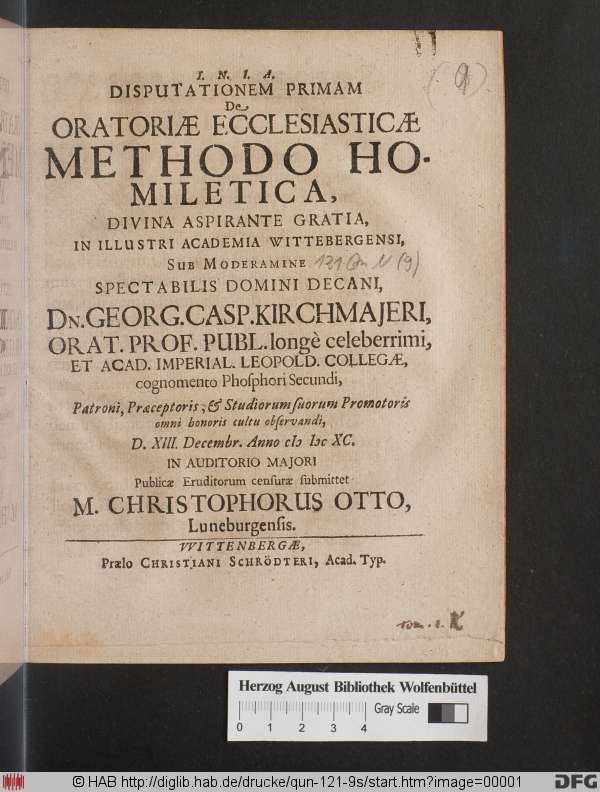 I. N. I. A.
DISPUTATIONEM PRIMAM
De
ORATORIÆ ECCLESIASTICÆ
METHODO HO-
MILETICA,
DIVINA ASPIRANTE GRATIA,
IN ILLUSTRI ACADEMIA WITTEBERGENSI,
SUB MODERAMINE
SPECTABILIS DOMINI DECANI,
DN. GEORG. CASP. KIRCHMAJERI,
ORAT. PROF. PUBL. longè celeberrimi,
ET ACAD. IMPERIAL. LEOPOLD. COLLEGÆ,
cognomento Phoſphori Secundi,
Patroni, Præceptoris, & Studiorum ſuorum Promotoris
omni honoris cultu obſervandi,
D. XIII. Decembr. Anno cIɔ Iɔc XC.
IN AUDITORIO MAJORI
Publicæ Eruditorum cenſuræ ſubmittet
M. CHRISTOPHORUS OTTO,
Luneburgenſis.
WITTENBERGÆ,
Prælo CHRISTIANI SCHRÖDTERI, Acad. Typ.
Herzog August Bibliothek Wolfenbüttel
Gray Scale
0 1 2 3 4
© HAB http://diglib.hab.de/drucke/qun-121-9s/start.htm?image=00001
DFG